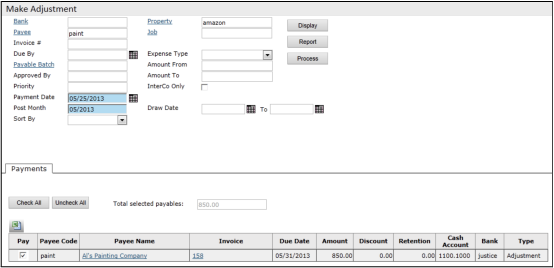 Make Adjustment
Bank
Property amazon
Display
Payee paint
Job
Invoice #
Report
Due By
Expense Type
Payable Batch
Amount From
Process
Approved By
Amount To
Priority
InterCo Only
Payment Date 05/25/2013
Post Month 05/2013
Draw Date To
Sort By
Payments
Check All Uncheck All Total selected payables: 850.00
Pay Payee Code Payee Name Invoice Due Date Amount Discount Retention Cash Account Bank Type
paint Al's Painting Company 158 05/31/2013 850.00 0.00 0.00 1100.1000 justice Adjustment